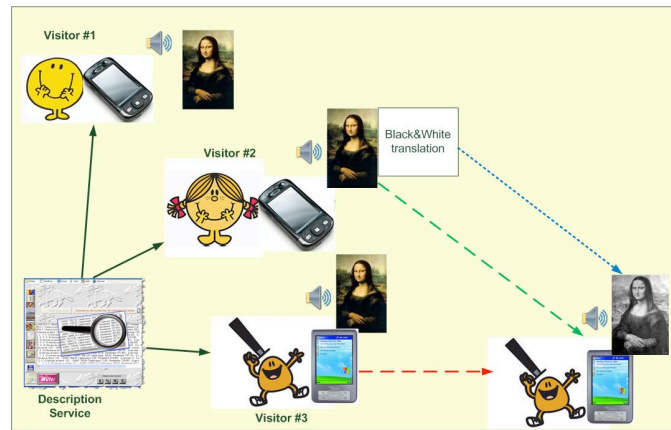 Visitor #1
Visitor #2
Black&White
translation
Description
Service
Visitor #3